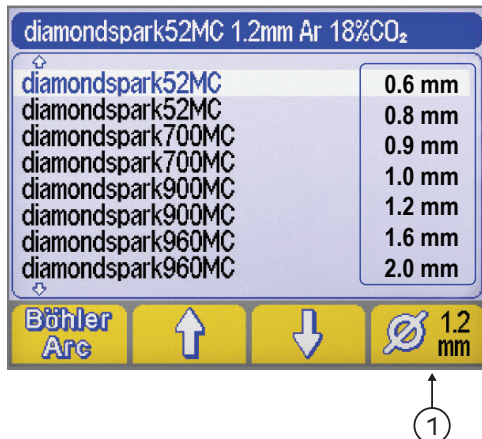 diamondspark52MC 1.2mm Ar 18%CO₂
diamondspark52MC
diamondspark52MC
diamondspark700MC
diamondspark700MC
diamondspark900MC
diamondspark900MC
diamondspark960MC
diamondspark960MC
0.6 mm
0.8 mm
0.9 mm
1.0 mm
1.2 mm
1.6 mm
2.0 mm
Böhler
Arc
Ø 1.2
mm
1